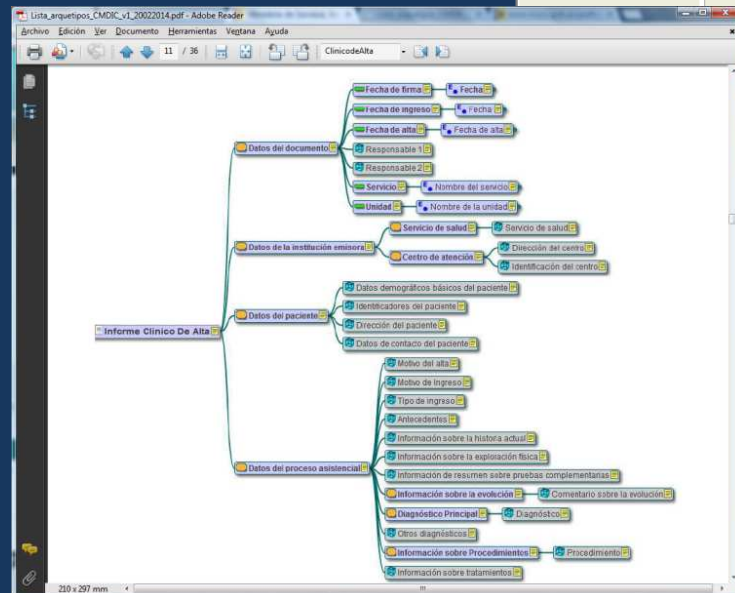 Lista_arquetipos_CMDIC_v1_20022014.pdf - Adobe Reader
Archivo Edición Ver Documento Herramientas Ventana Ayuda
11 / 36 ClinicodeAlta
Fecha de firma Fecha
Fecha de ingreso Fecha
Fecha de alta Fecha de alta
Datos del documento
Responsable 1
Responsable 2
Servicio Nombre del servicio
Unidad Nombre de la unidad
Servicio de salud Servicio de salud
Datos de la institución emisora
Dirección del centro
Centro de atención
Identificación del centro
Datos demográficos básicos del paciente
Identificadores del paciente
Datos del paciente
Dirección del paciente
Informe Clínico De Alta
Datos de contacto del paciente
Motivo del alta
Motivo de Ingreso
Tipo de ingreso
Antecedentes
Información sobre la historia actual
Información sobre la exploración física
Datos del proceso asistencial
Información de resumen sobre pruebas complementarias
Información sobre la evolución Comentario sobre la evolución
Diagnóstico Principal Diagnóstico
Otros diagnósticos
Información sobre Procedimientos Procedimiento
Información sobre tratamientos
210 x 297 mm